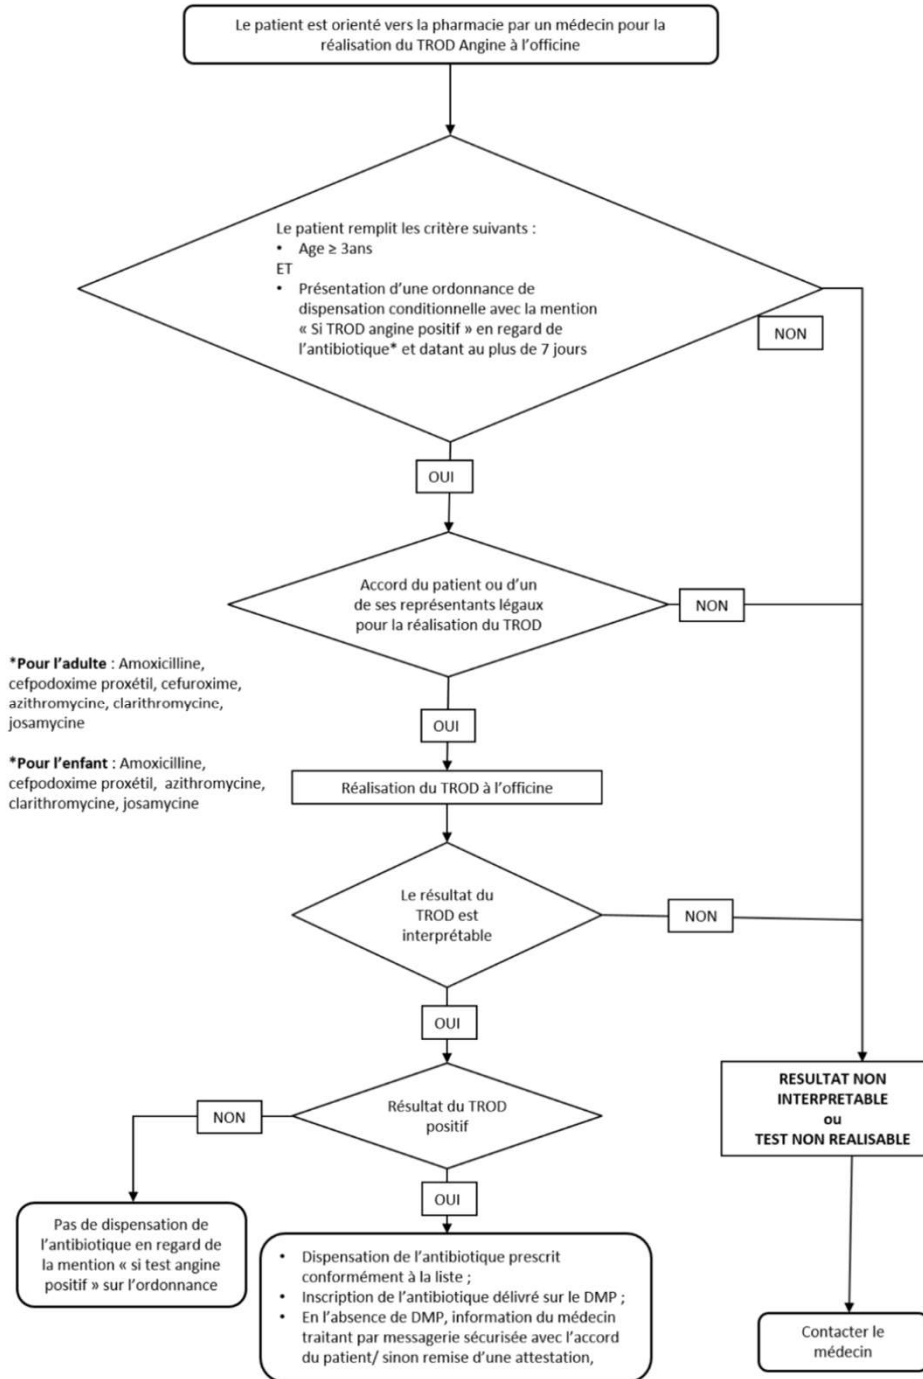 Le patient est orienté vers la pharmacie par un médecin pour la
réalisation du TROD Angine à l’officine
Le patient remplit les critère suivants :
• Age ≥ 3ans
ET
• Présentation d’une ordonnance de
dispensation conditionnelle avec la mention
« Si TROD angine positif » en regard de
l’antibiotique* et datant au plus de 7 jours
NON
OUI
Accord du patient ou d’un
de ses représentants légaux
pour la réalisation du TROD
NON
*Pour l’adulte : Amoxicilline,
cefpodoxime proxétil, cefuroxime,
azithromycine, clarithromycine,
josamycine
*Pour l’enfant : Amoxicilline,
cefpodoxime proxétil, azithromycine,
clarithromycine, josamycine
OUI
Réalisation du TROD à l’officine
Le résultat du
TROD est
interprétable
NON
OUI
Résultat du TROD
positif
NON
RESULTAT NON
INTERPRETABLE
ou
TEST NON REALISABLE
OUI
Pas de dispensation de
l’antibiotique en regard de
la mention « si test angine
positif » sur l’ordonnance
• Dispensation de l’antibiotique prescrit
conformément à la liste ;
• Inscription de l’antibiotique délivré sur le DMP ;
• En l’absence de DMP, information du médecin
traitant par messagerie sécurisée avec l’accord
du patient/ sinon remise d’une attestation,
Contacter le
médecin